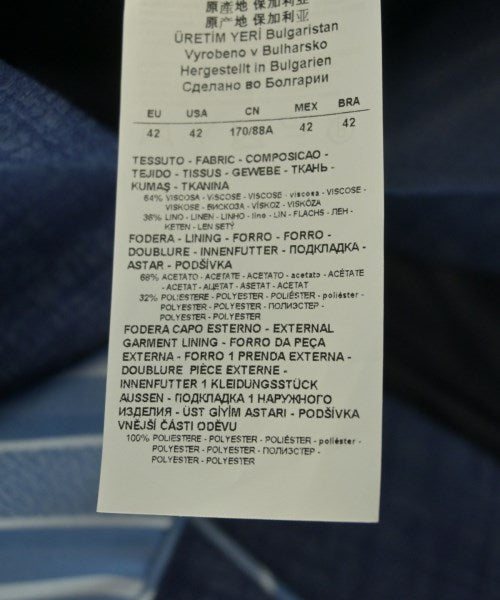 原產地 保加利亞
原产地 保加利亚
ÜRETİM YERİ Bulgaristan
Vyrobeno v Bulharsko
Hergestellt in Bulgarien
Сделано во Болгарии
EU USA CN MEX BRA
42 42 170/88A 42 42
TESSUTO - FABRIC - COMPOSICAO -
TEJIDO - TISSUS - GEWEBE - ТКАНЬ -
KUMAŞ - TKANINA
64% VISCOSA - VISCOSE - VISCOSE - viscosa - VISCOSE -
VISKOSE - ВИСКОЗА - VİSKOZ - VISKÓZA
36% LINO - LINEN - LINHO - lino - LIN - FLACHS - ЛЕН -
KETEN - LEN SETÝ
FODERA - LINING - FORRO - FORRO -
DOUBLURE - INNENFUTTER - ПОДКЛАДКА -
ASTAR - PODŠÍVKA
68% ACETATO - ACETATE - ACETATO - acetato - ACÉTATE
- ACETAT - АЦЕТАТ - ASETAT - ACETAT
32% POLIESTERE - POLYESTER - POLIÉSTER - poliéster -
POLYESTER - POLYESTER - ПОЛИЭСТЕР -
POLYESTER - POLYESTER
FODERA CAPO ESTERNO - EXTERNAL
GARMENT LINING - FORRO DA PEÇA
EXTERNA - FORRO 1 PRENDA EXTERNA -
DOUBLURE PIÈCE EXTERNE -
INNENFUTTER 1 KLEIDUNGSSTÜCK
AUSSEN - ПОДКЛАДКА 1 НАРУЖНОГО
ИЗДЕЛИЯ - ÜST GİYİM ASTARI - PODŠÍVKA
VNĚJŠÍ ČÁSTI ODĚVU
100% POLIESTERE - POLYESTER - POLIÉSTER - poliéster -
POLYESTER - POLYESTER - ПОЛИЭСТЕР -
POLYESTER - POLYESTER